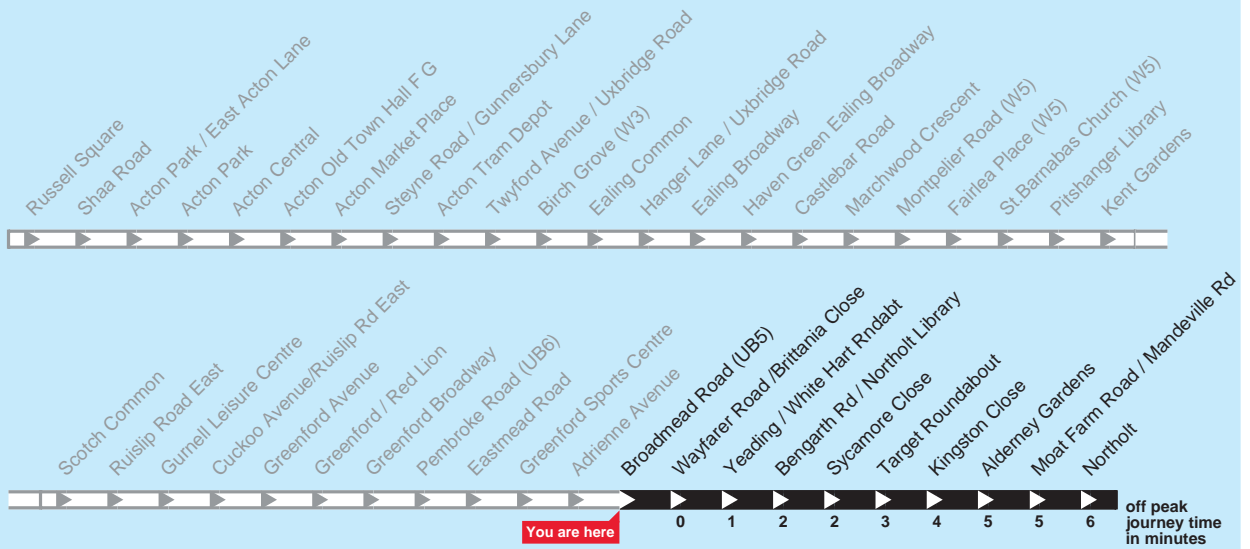 Russell Square
Shaa Road
Acton Park / East Acton Lane
Acton Park
Acton Central
Acton Old Town Hall F G
Acton Market Place
Steyne Road / Gunnersbury Lane
Acton Tram Depot
Twyford Avenue / Uxbridge Road
Birch Grove (W3)
Ealing Common
Hanger Lane / Uxbridge Road
Ealing Broadway
Haven Green Ealing Broadway
Castlebar Road
Marchwood Crescent
Montpelier Road (W5)
Fairlea Place (W5)
St.Barnabas Church (W5)
Pitshanger Library
Kent Gardens
Scotch Common
Ruislip Road East
Gurnell Leisure Centre
Cuckoo Avenue/Ruislip Rd East
Greenford Avenue
Greenford / Red Lion
Greenford Broadway
Pembroke Road (UB6)
Eastmead Road
Greenford Sports Centre
Adrienne Avenue
Broadmead Road (UB5)
Wayfarer Road /Brittania Close
Yeading / White Hart Rndabt
Bengarth Rd / Northolt Library
Sycamore Close
Target Roundabout
Kingston Close
Alderney Gardens
Moat Farm Road / Mandeville Rd
Northolt
You are here
0 1 2 2 3 4 5 5 6
off peak
journey time
in minutes